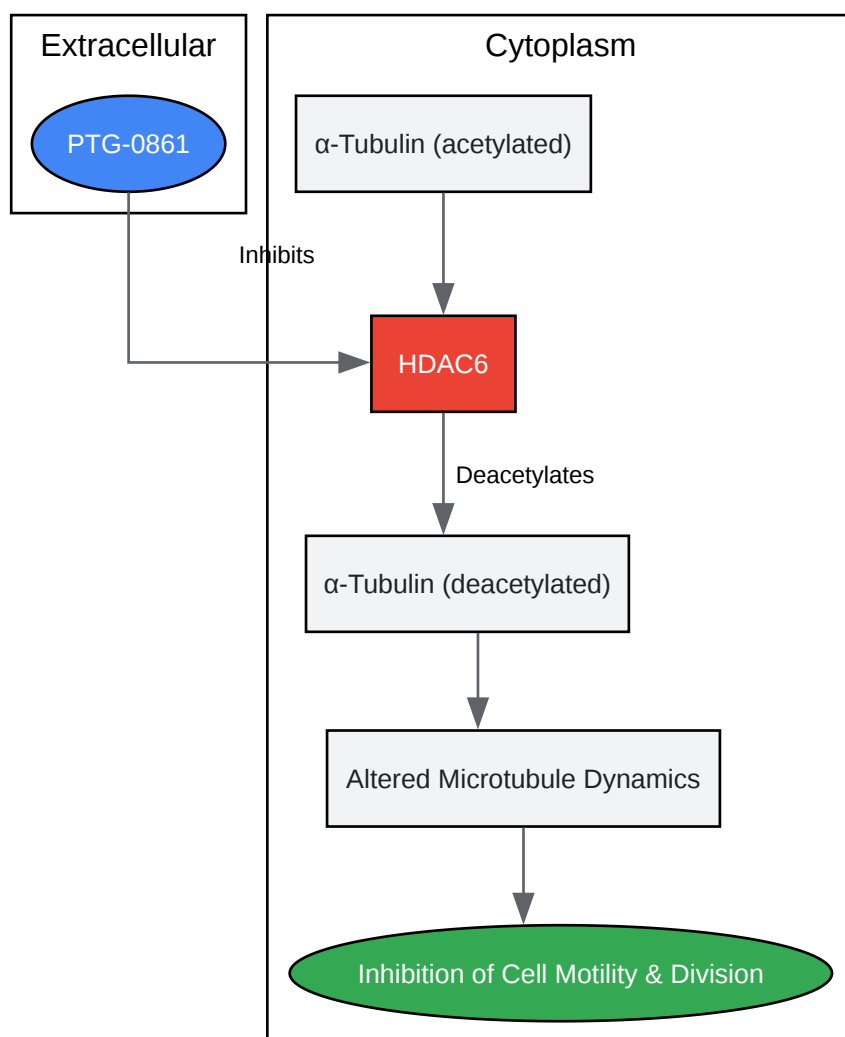 Extracellular
Cytoplasm
PTG-0861
α-Tubulin (acetylated)
Inhibits
HDAC6
Deacetylates
α-Tubulin (deacetylated)
Altered Microtubule Dynamics
Inhibition of Cell Motility & Division